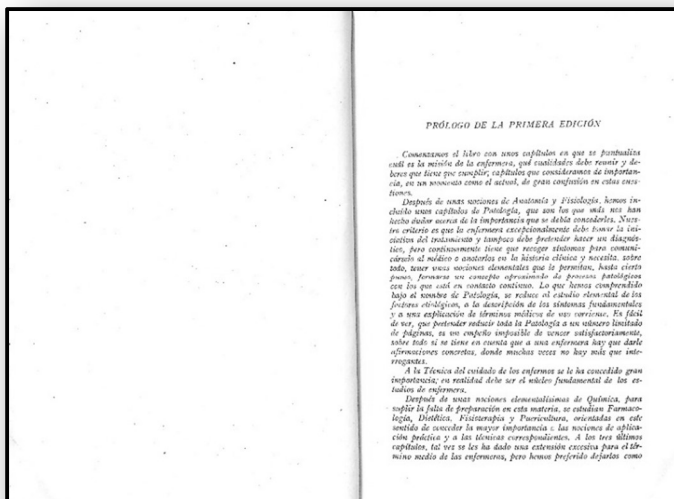 PRÓLOGO DE LA PRIMERA EDICIÓN
Comenzamos el libro con unos capítulos en que se puntualiza
cuál es la misión de la enfermera, qué cualidades debe reunir y de-
beres que tiene que cumplir; capítulos que consideramos de importan-
cia, en un momento como el actual, de gran confusión en estas cues-
tiones.
Después de unas nociones de Anatomía y Fisiología, hemos in-
cluído unos capítulos de Patología, que son los que más nos han
hecho dudar acerca de la importancia que se debía concederles. Nues-
tro criterio es que la enfermera excepcionalmente debe tomar la ini-
ciativa del tratamiento y tampoco debe pretender hacer un diagnós-
tico, pero continuamente tiene que recoger síntomas para comuni-
cárselo al médico o anotarlos en la historia clínica y necesita, sobre
todo, tener unas nociones elementales que le permitan, hasta cierto
punto, formarse un concepto aproximado de procesos patológicos
con los que está en contacto continuo. Lo que hemos comprendido
bajo el nombre de Patología, se reduce al estudio elemental de los
factores etiológicos, a la descripción de los síntomas fundamentales
y a una explicación de términos médicos de uso corriente. Es fácil
de ver, que pretender reducir toda la Patología a un número limitado
de páginas, es un empeño imposible de vencer satisfactoriamente,
sobre todo si se tiene en cuenta que a una enfermera hay que darle
afirmaciones concretas, donde muchas veces no hay más que inte-
rrogantes.
A la Técnica del cuidado de los enfermos se le ha concedido gran
importancia; en realidad debe ser el núcleo fundamental de los es-
tudios de enfermera.
Después de unas nociones elementalísimas de Química, para
suplir la falta de preparación en esta materia, se estudian Farmaco-
logía, Dietética, Fisioterapia y Puericultura, orientadas en este
sentido de conceder la mayor importancia a las nociones de aplica-
ción práctica y a las técnicas correspondientes. A los tres últimos
capítulos, tal vez se les ha dado una extensión excesiva para el tér-
mino medio de las enfermeras, pero hemos preferido dejarlos como